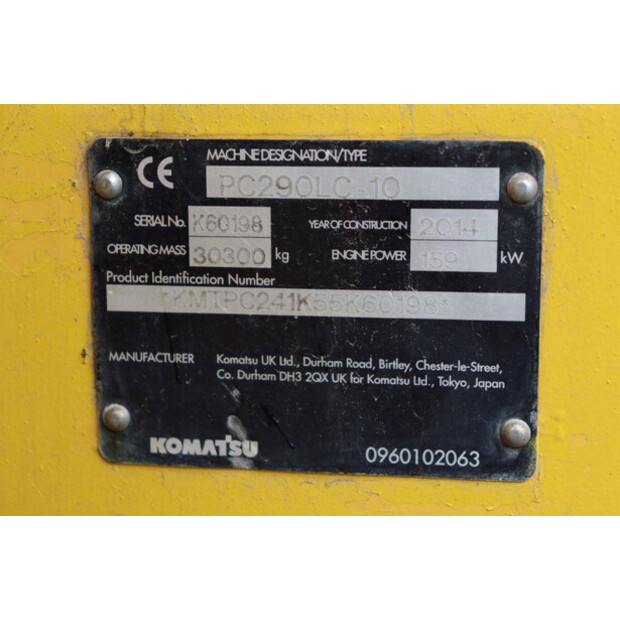 CE MACHINE DESIGNATION/TYPE
PC290LC-10
SERIAL No. K60198 YEAR OF CONSTRUCTION 2014
OPERATING MASS 30300 kg ENGINE POWER 159 kW
Product Identification Number
*KMTPC241K55K60198*
MANUFACTURER Komatsu UK Ltd., Durham Road, Birtley, Chester-le-Street,
Co. Durham DH3 2QX UK for Komatsu Ltd., Tokyo, Japan
KOMATSU 0960102063